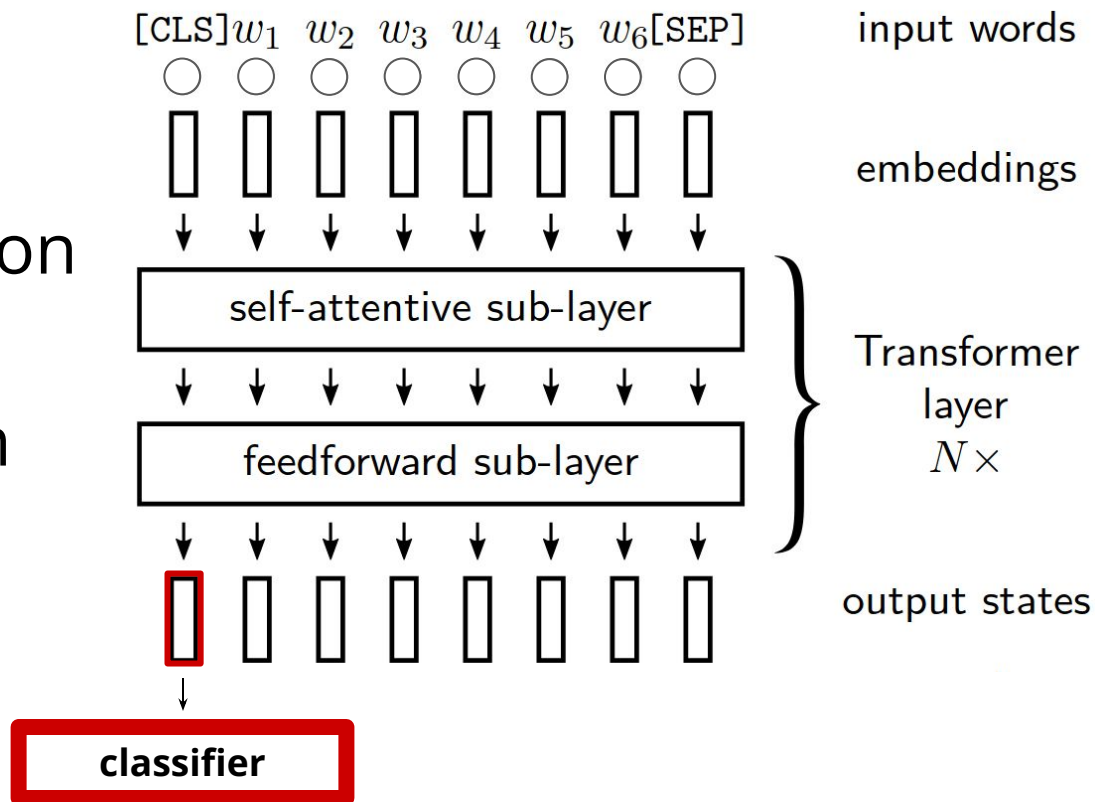 [CLS] w1 w2 w3 w4 w5 w6 [SEP] input words
embeddings
on
self-attentive sub-layer
Transformer
layer
N×
n
feedforward sub-layer
output states
classifier